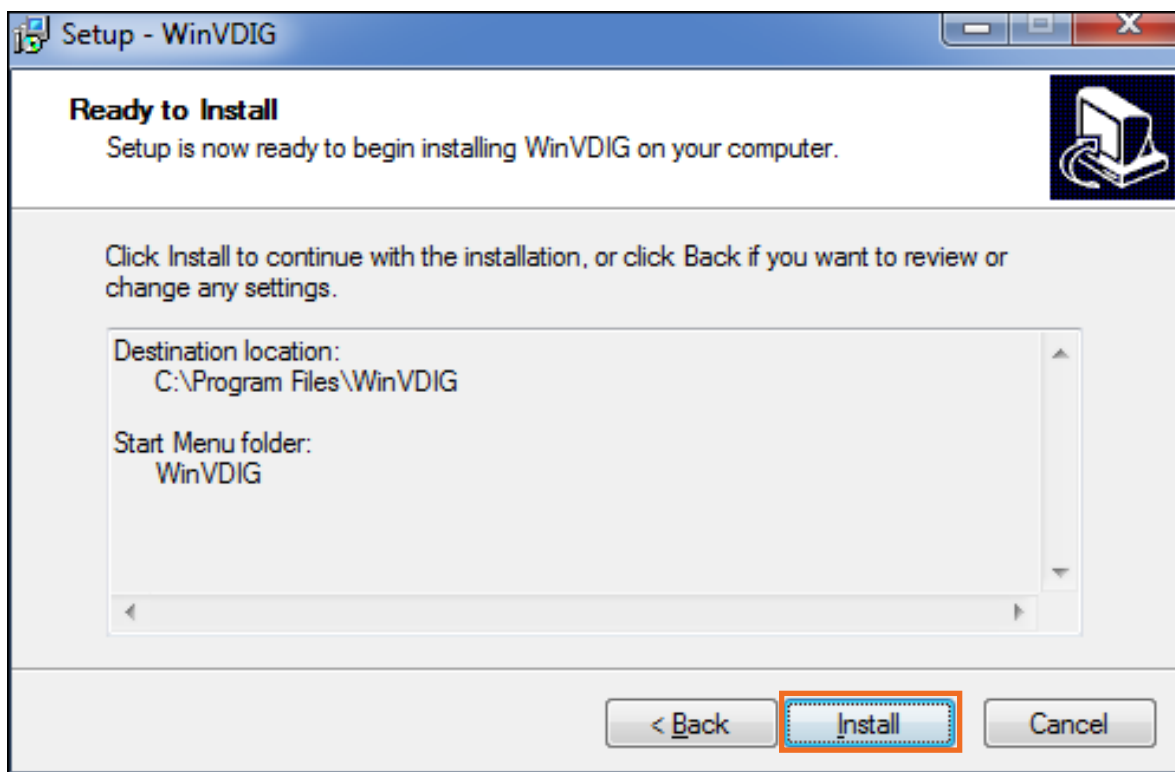 Setup - WinVDIG
Ready to Install
Setup is now ready to begin installing WinVDIG on your computer.
Click Install to continue with the installation, or click Back if you want to review or
change any settings.
Destination location:
C:\Program Files\WinVDIG
Start Menu folder:
WinVDIG
< Back
Install
Cancel